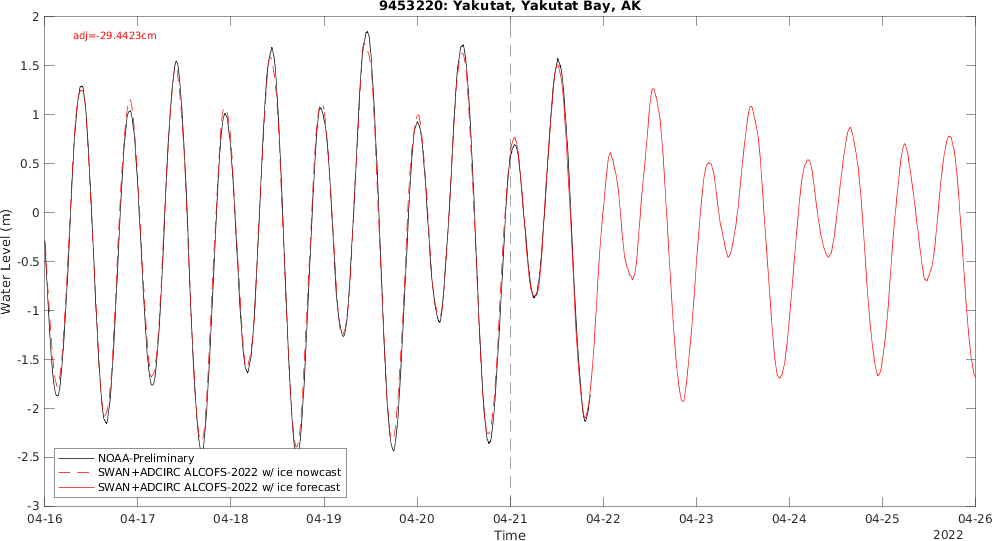 9453220: Yakutat, Yakutat Bay, AK
adj=-29.4423cm
Water Level (m)
2
1.5
1
0.5
0
-0.5
-1
-1.5
-2
-2.5
-3
NOAA-Preliminary
SWAN+ADCIRC ALCOFS-2022 w/ ice nowcast
SWAN+ADCIRC ALCOFS-2022 w/ ice forecast
04-16 04-17 04-18 04-19 04-20 04-21 04-22 04-23 04-24 04-25 04-26
Time
2022